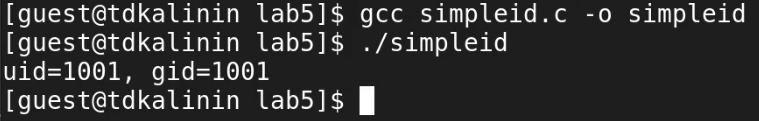 [guest@tdkalinin lab5]$ gcc simpleid.c -o simpleid
[guest@tdkalinin lab5]$ ./simpleid
uid=1001, gid=1001
[guest@tdkalinin lab5]$